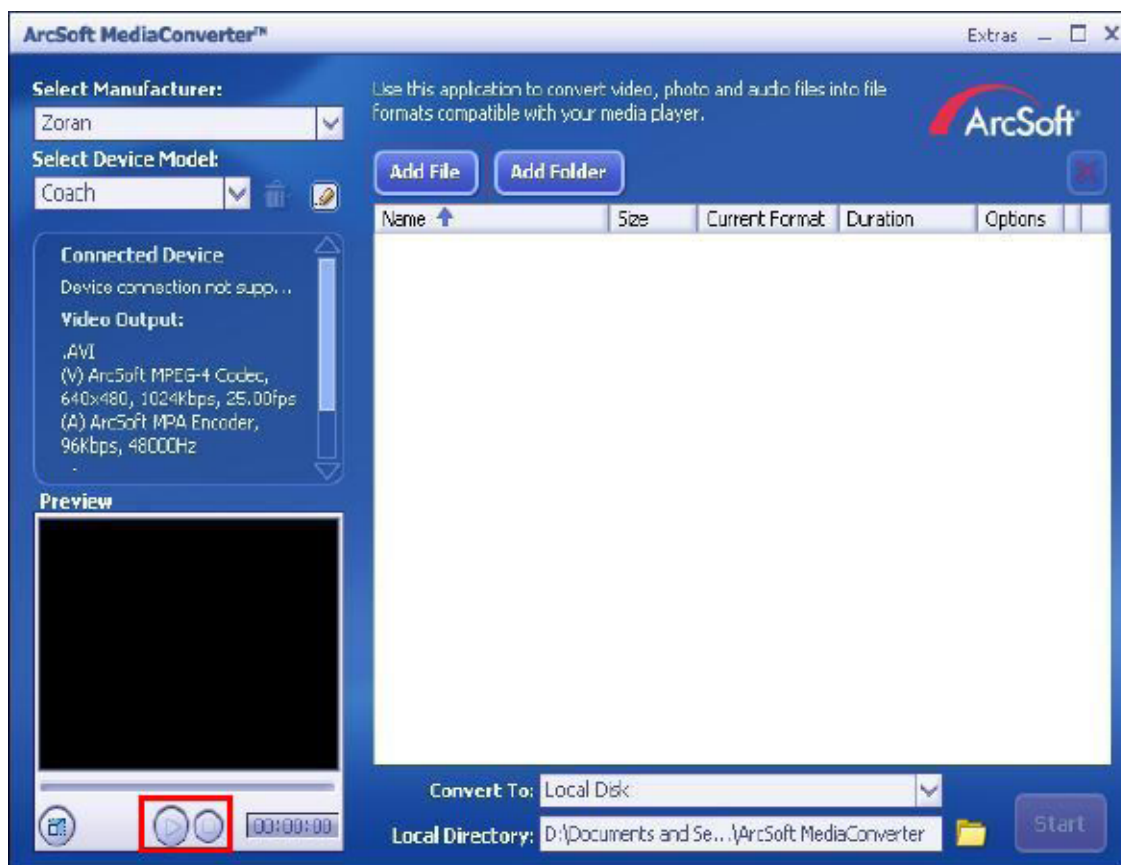 ArcSoft MediaConverter™
Extras
Select Manufacturer:
Zoran
Select Device Model:
Coach
Connected Device
Device connection not supp...
Video Output:
.AVI
(V) ArcSoft MPEG-4 Codec,
640x480, 1024Kbps, 25.00fps
(A) ArcSoft MPA Encoder,
96Kbps, 48000Hz
Preview
00:00:00
Use this application to convert video, photo and audio files into file
formats compatible with your media player.
ArcSoft
Add File Add Folder
Name Size Current Format Duration Options
Convert To: Local Disk
Local Directory: D:\Documents and Se...\ArcSoft MediaConverter
Start